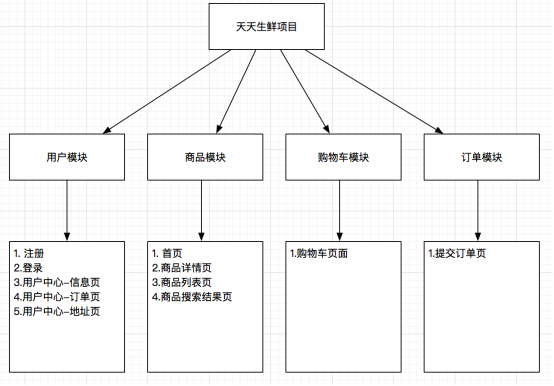 天天生鲜项目
用户模块
商品模块
购物车模块
订单模块
1. 注册
2.登录
3.用户中心-信息页
4.用户中心-订单页
5.用户中心-地址页
1. 首页
2.商品详情页
3.商品列表页
4.商品搜索结果页
1.购物车页面
1.提交订单页